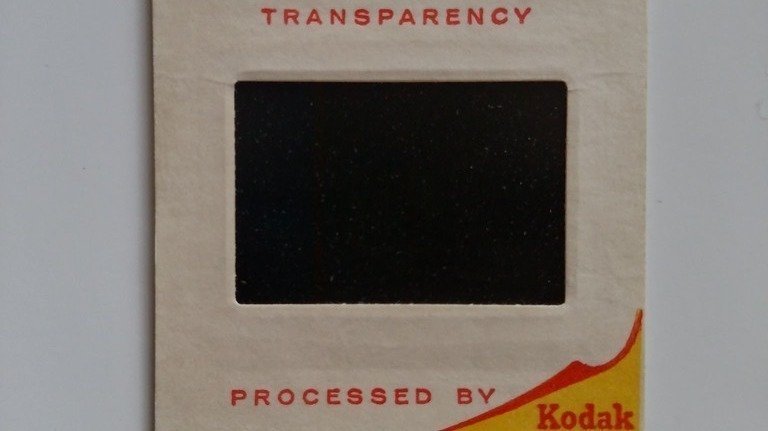 TRANSPARENCY
PROCESSED BY
Kodak